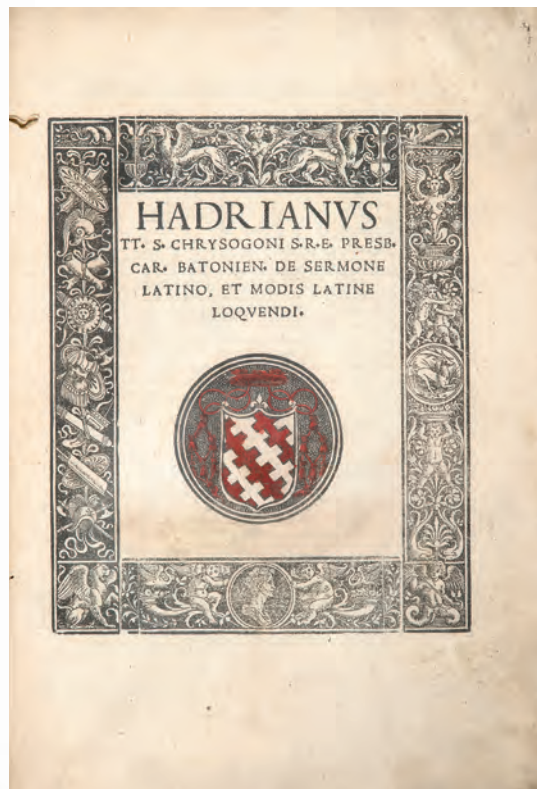 HADRIANVS
TT. S. CHRYSOGONI S.R.E. PRESB.
CAR. BATONIEN. DE SERMONE
LATINO, ET MODIS LATINE
LOQVENDI.